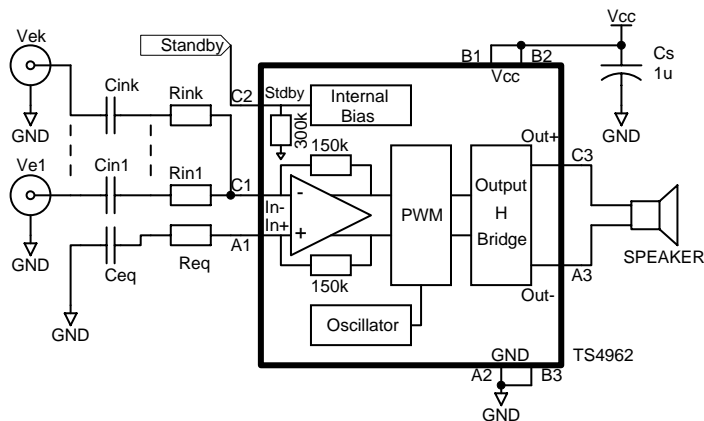 Vcc
Vek
Standby
B1
B2
Vcc
Cs
1u
Cink
Rink
C2
Stdby
Internal
Bias
GND
GND
300k
150k
Out+
C3
Ve1
Cin1
Rin1
C1
-
In-
In+
+
PWM
Output
H
Bridge
GND
Ceq
Req
A1
150k
A3
SPEAKER
Out-
GND
Oscillator
GND
TS4962
A2
B3
GND